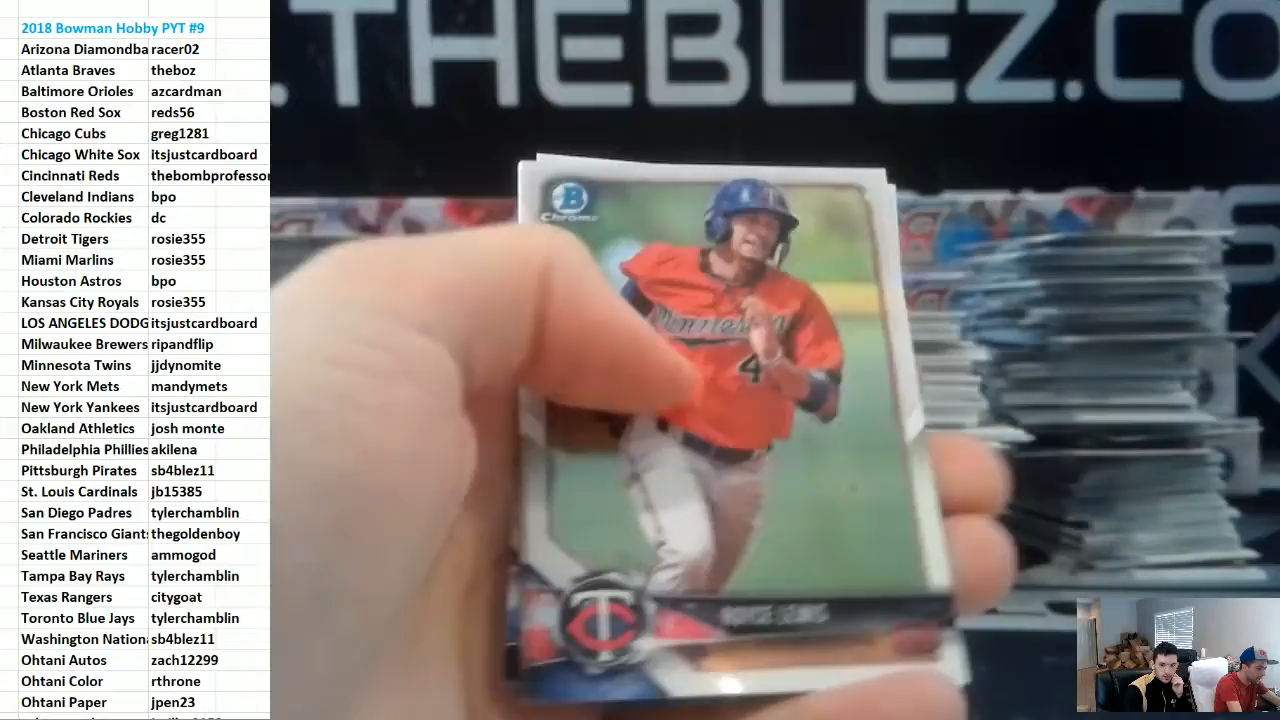 2018 Bowman Hobby PYT #9
Arizona Diamondba racer02
Atlanta Braves theboz
Baltimore Orioles azcardman
Boston Red Sox reds56
Chicago Cubs greg1281
Chicago White Sox itsjustcardboard
Cincinnati Reds thebombprofessor
Cleveland Indians bpo
Colorado Rockies dc
Detroit Tigers rosie355
Miami Marlins rosie355
Houston Astros bpo
Kansas City Royals rosie355
LOS ANGELES DODG itsjustcardboard
Milwaukee Brewers ripandflip
Minnesota Twins jjdynomite
New York Mets mandymets
New York Yankees itsjustcardboard
Oakland Athletics josh monte
Philadelphia Phillies akilena
Pittsburgh Pirates sb4blez11
St. Louis Cardinals jb15385
San Diego Padres tylerchamblin
San Francisco Giants thegoldenboy
Seattle Mariners ammogod
Tampa Bay Rays tylerchamblin
Texas Rangers citygoat
Toronto Blue Jays tylerchamblin
Washington Nation sb4blez11
Ohtani Autos zach12299
Ohtani Color rthrone
Ohtani Paper jpen23
.THEBLEZ.CO
B
Chrome
Minnesota
4
TC
ROYCE LEWIS